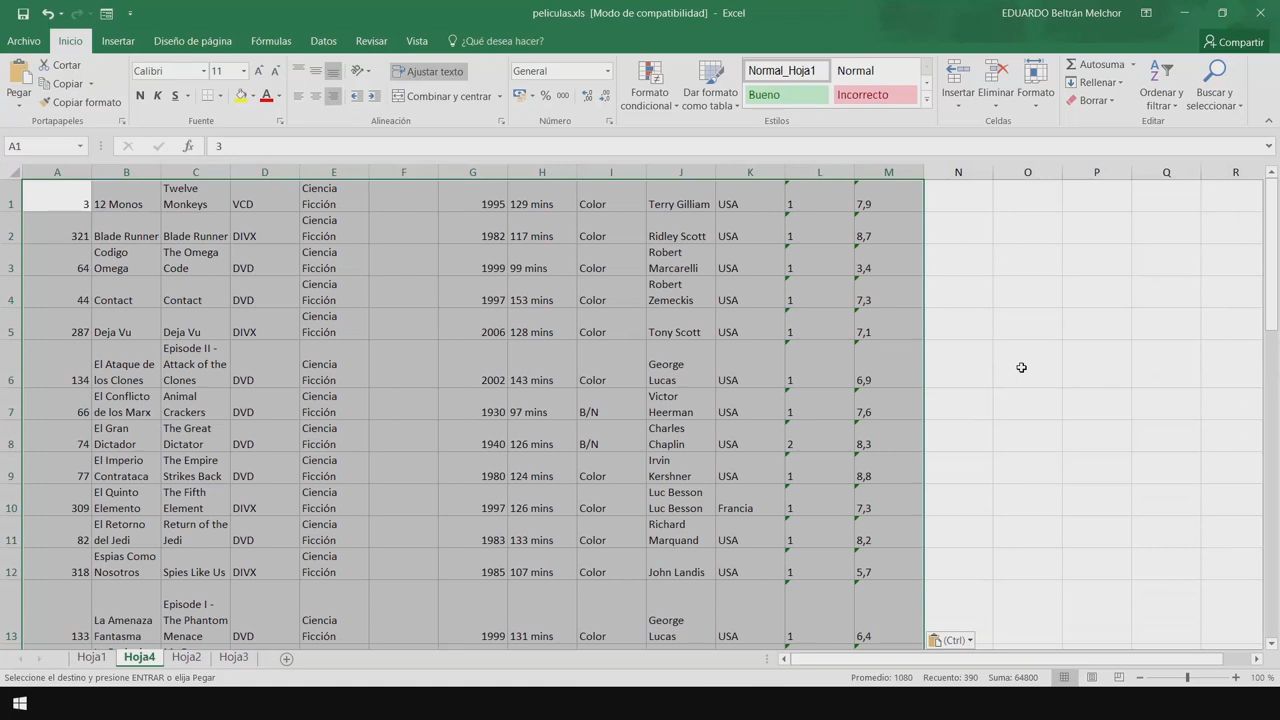 peliculas.xls [Modo de compatibilidad] - Excel
EDUARDO Beltrán Melchor
Archivo Inicio Insertar Diseño de página Fórmulas Datos Revisar Vista ¿Qué desea hacer? Compartir
Pegar
Cortar
Copiar
Copiar formato
Portapapeles
Calibri 11
N K S
Fuente
Ajustar texto
Combinar y centrar
Alineación
General
% 000
Número
Formato condicional
Dar formato como tabla
Normal_Hoja1 Normal
Bueno Incorrecto
Estilos
Insertar Eliminar Formato
Celdas
Autosuma
Rellenar
Borrar
Ordenar y filtrar
Buscar y seleccionar
Editar
A1 fx 3
A B C D E F G H I J K L M N O P Q R
1 3 12 Monos Twelve Monkeys VCD Ciencia Ficción 1995 129 mins Color Terry Gilliam USA 1 7,9
2 321 Blade Runner Blade Runner DIVX Ciencia Ficción 1982 117 mins Color Ridley Scott USA 1 8,7
3 64 Codigo Omega The Omega Code DVD Ciencia Ficción 1999 99 mins Color Robert Marcarelli USA 1 3,4
4 44 Contact Contact DVD Ciencia Ficción 1997 153 mins Color Robert Zemeckis USA 1 7,3
5 287 Deja Vu Deja Vu DIVX Ciencia Ficción 2006 128 mins Color Tony Scott USA 1 7,1
6 134 El Ataque de los Clones Episode II - Attack of the Clones DVD Ciencia Ficción 2002 143 mins Color George Lucas USA 1 6,9
7 66 El Conflicto de los Marx Animal Crackers DVD Ciencia Ficción 1930 97 mins B/N Victor Heerman USA 1 7,6
8 74 El Gran Dictador The Great Dictator DVD Ciencia Ficción 1940 126 mins B/N Charles Chaplin USA 2 8,3
9 77 El Imperio Contrataca The Empire Strikes Back DVD Ciencia Ficción 1980 124 mins Color Irvin Kershner USA 1 8,8
10 309 El Quinto Elemento The Fifth Element DIVX Ciencia Ficción 1997 126 mins Color Luc Besson Luc Besson Francia 1 7,3
11 82 El Retorno del Jedi Return of the Jedi DVD Ciencia Ficción 1983 133 mins Color Richard Marquand USA 1 8,2
12 318 Espias Como Nosotros Spies Like Us DIVX Ciencia Ficción 1985 107 mins Color John Landis USA 1 5,7
13 133 La Amenaza Fantasma Episode I - The Phantom Menace DVD Ciencia Ficción 1999 131 mins Color George Lucas USA 1 6,4
(Ctrl)
Hoja1 Hoja4 Hoja2 Hoja3
Seleccione el destino y presione ENTRAR o elija Pegar
Promedio: 1080 Recuento: 390 Suma: 64800
100 %